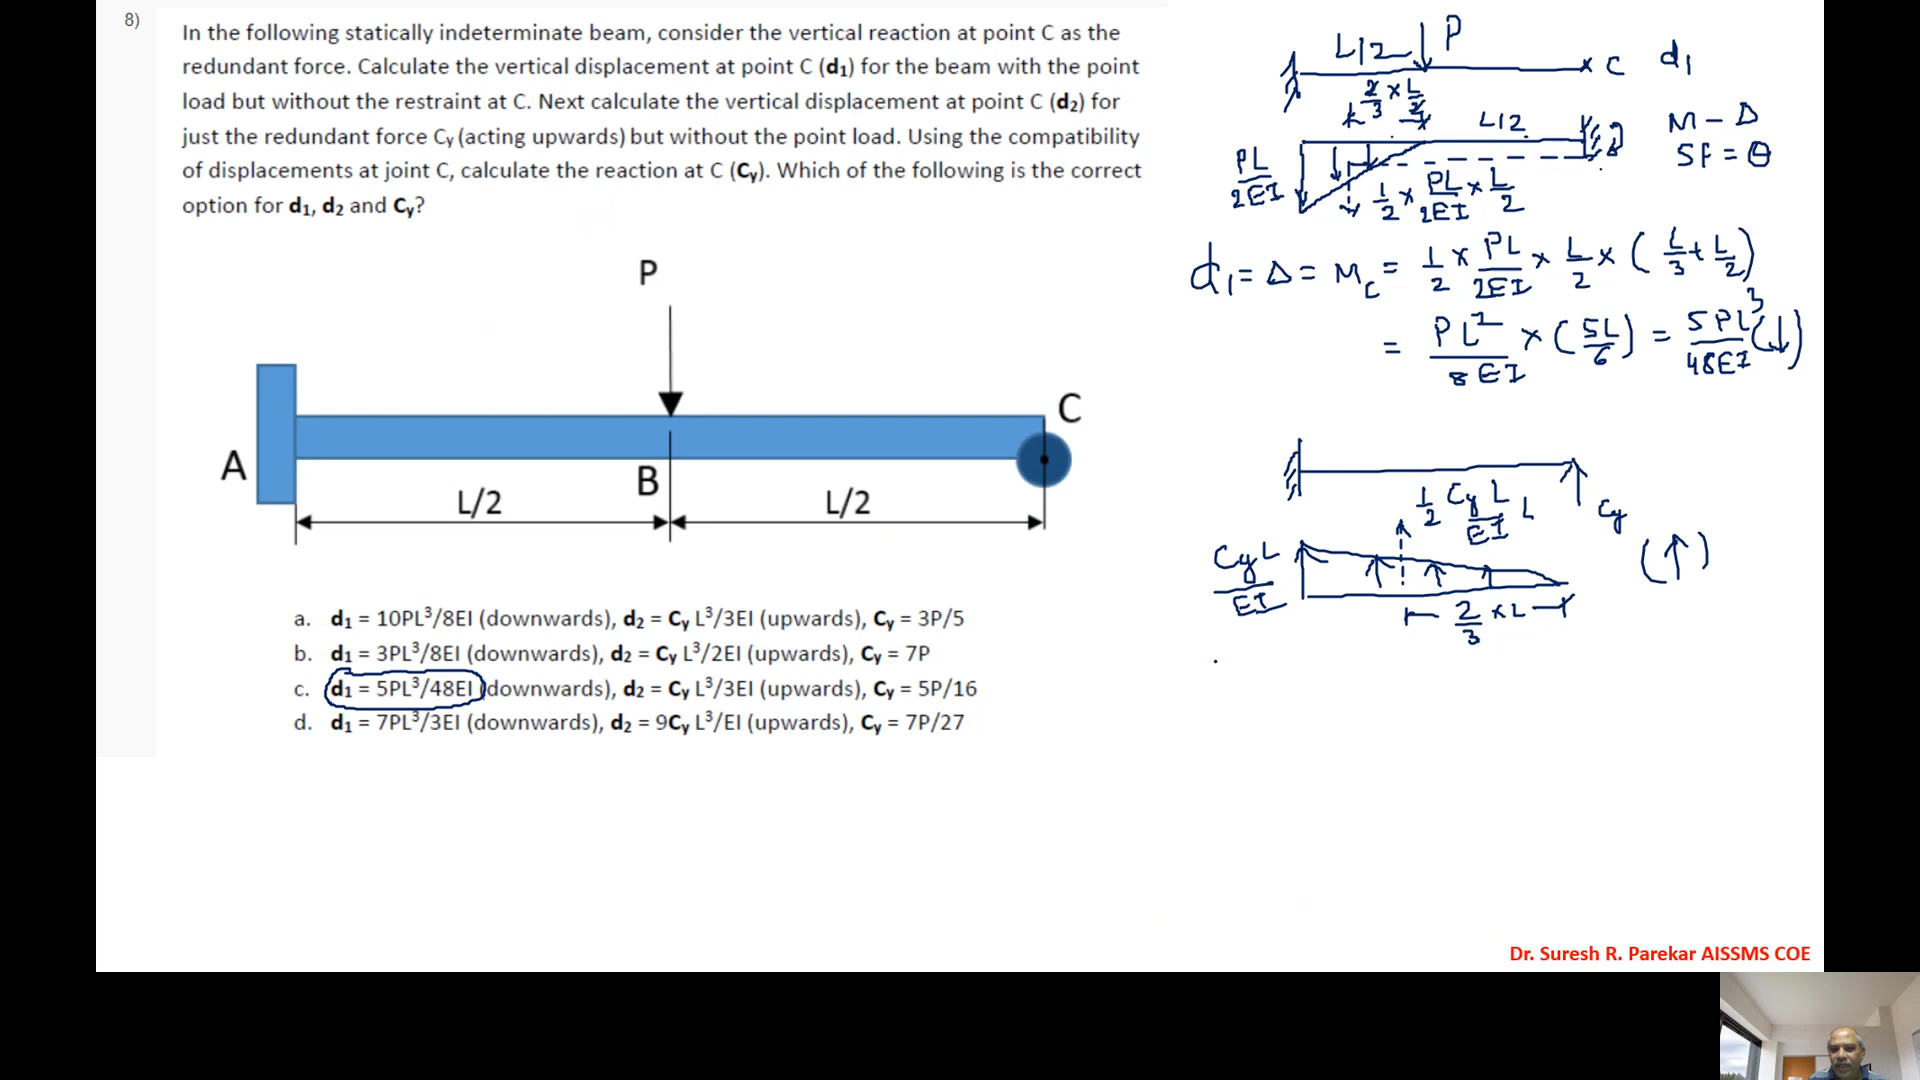 8)
In the following statically indeterminate beam, consider the vertical reaction at point C as the
redundant force. Calculate the vertical displacement at point C (d₁) for the beam with the point
load but without the restraint at C. Next calculate the vertical displacement at point C (d₂) for
just the redundant force Cy (acting upwards) but without the point load. Using the compatibility
of displacements at joint C, calculate the reaction at C (Cy). Which of the following is the correct
option for d₁, d₂ and Cy?
P
C
A
B
L/2
L/2
a. d₁ = 10PL³/8EI (downwards), d₂ = Cy L³/3EI (upwards), Cy = 3P/5
b. d₁ = 3PL³/8EI (downwards), d₂ = Cy L³/2EI (upwards), Cy = 7P
c. d₁ = 5PL³/48EI (downwards), d₂ = Cy L³/3EI (upwards), Cy = 5P/16
d. d₁ = 7PL³/3EI (downwards), d₂ = 9Cy L³/EI (upwards), Cy = 7P/27
L/2 P
C d₁
2/3 × L/2
L/2
M – Δ
SF = θ
PL/2EI
1/2 × PL/2EI × L/2
d₁ = Δ = Mc = 1/2 × PL/2EI × L/2 × (L/3 + L/2)
= PL²/8EI × (5L/6) = 5PL³/48EI (↓)
1/2 CyL/EI L
Cy
CyL/EI
(↑)
2/3 × L
Dr. Suresh R. Parekar AISSMS COE